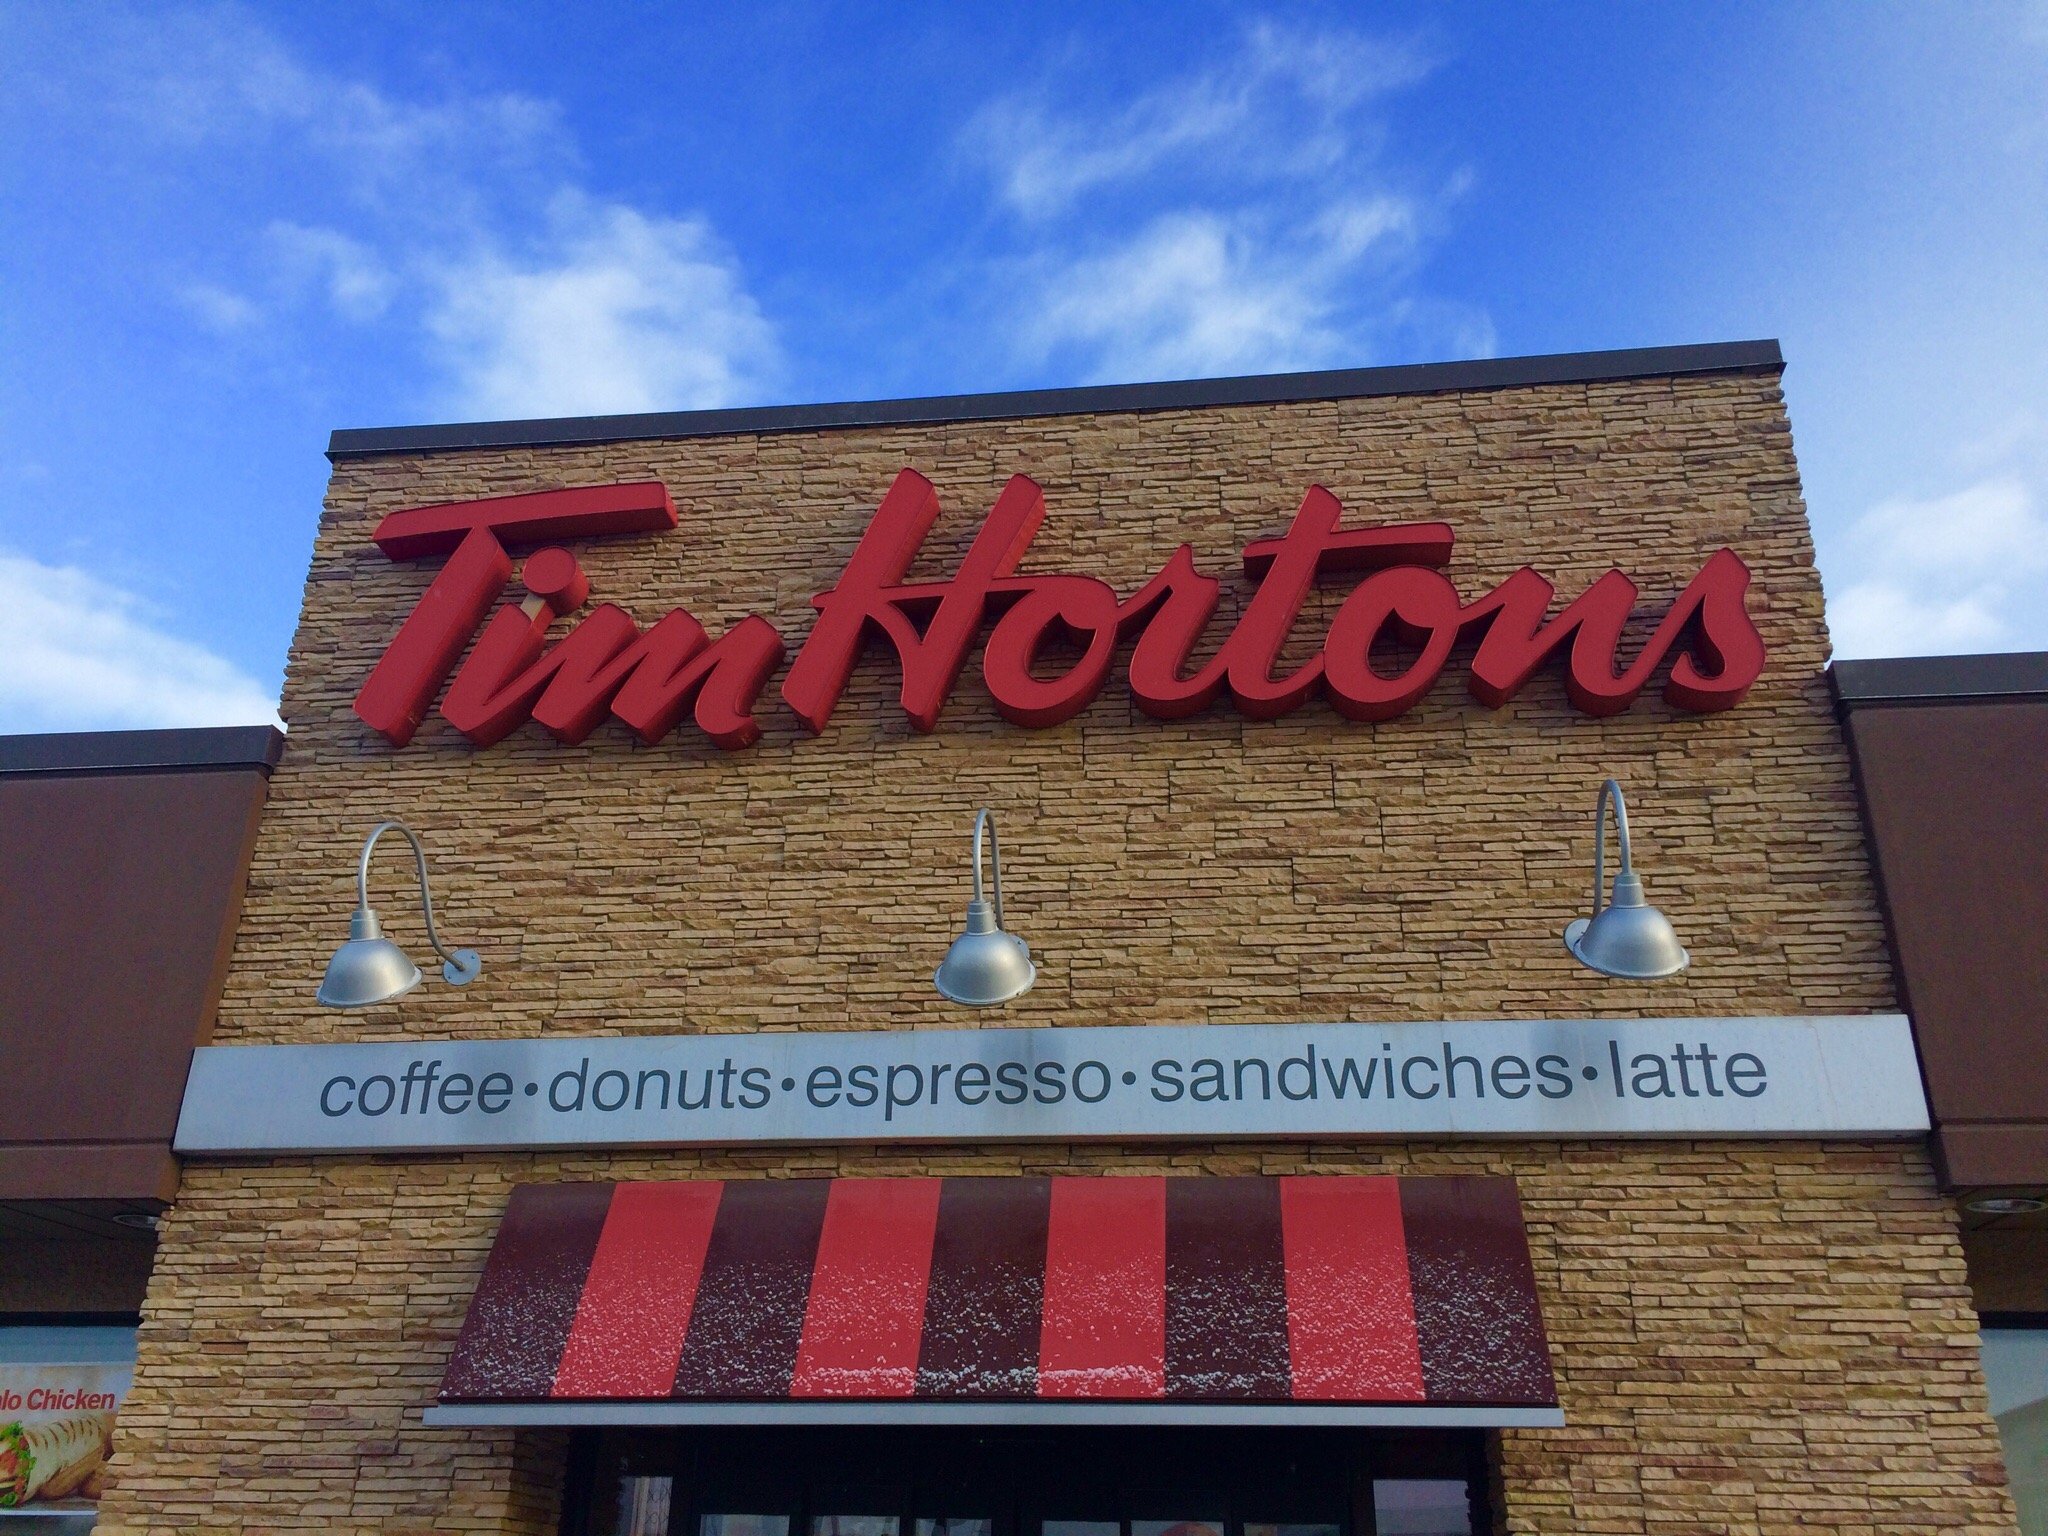 Tim Hortons
coffee•donuts•espresso•sandwiches•latte
Chicken